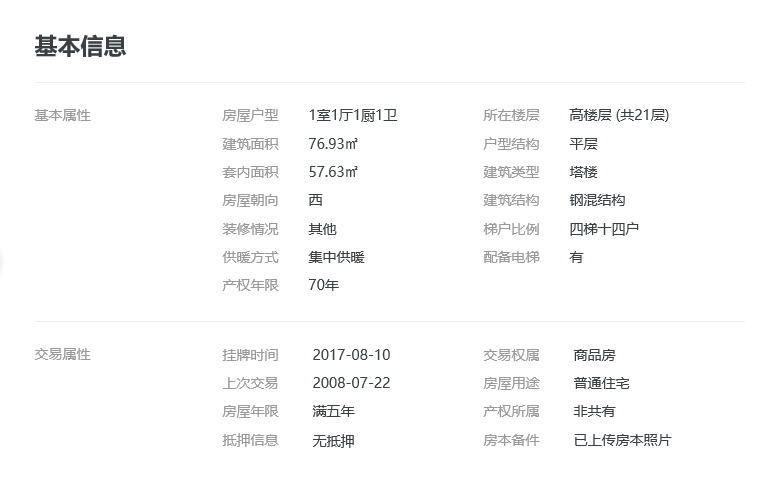 基本信息
基本属性 房屋户型 1室1厅1厨1卫 所在楼层 高楼层 (共21层)
建筑面积 76.93㎡ 户型结构 平层
套内面积 57.63㎡ 建筑类型 塔楼
房屋朝向 西 建筑结构 钢混结构
装修情况 其他 梯户比例 四梯十四户
供暖方式 集中供暖 配备电梯 有
产权年限 70年
交易属性 挂牌时间 2017-08-10 交易权属 商品房
上次交易 2008-07-22 房屋用途 普通住宅
房屋年限 满五年 产权所属 非共有
抵押信息 无抵押 房本备件 已上传房本照片